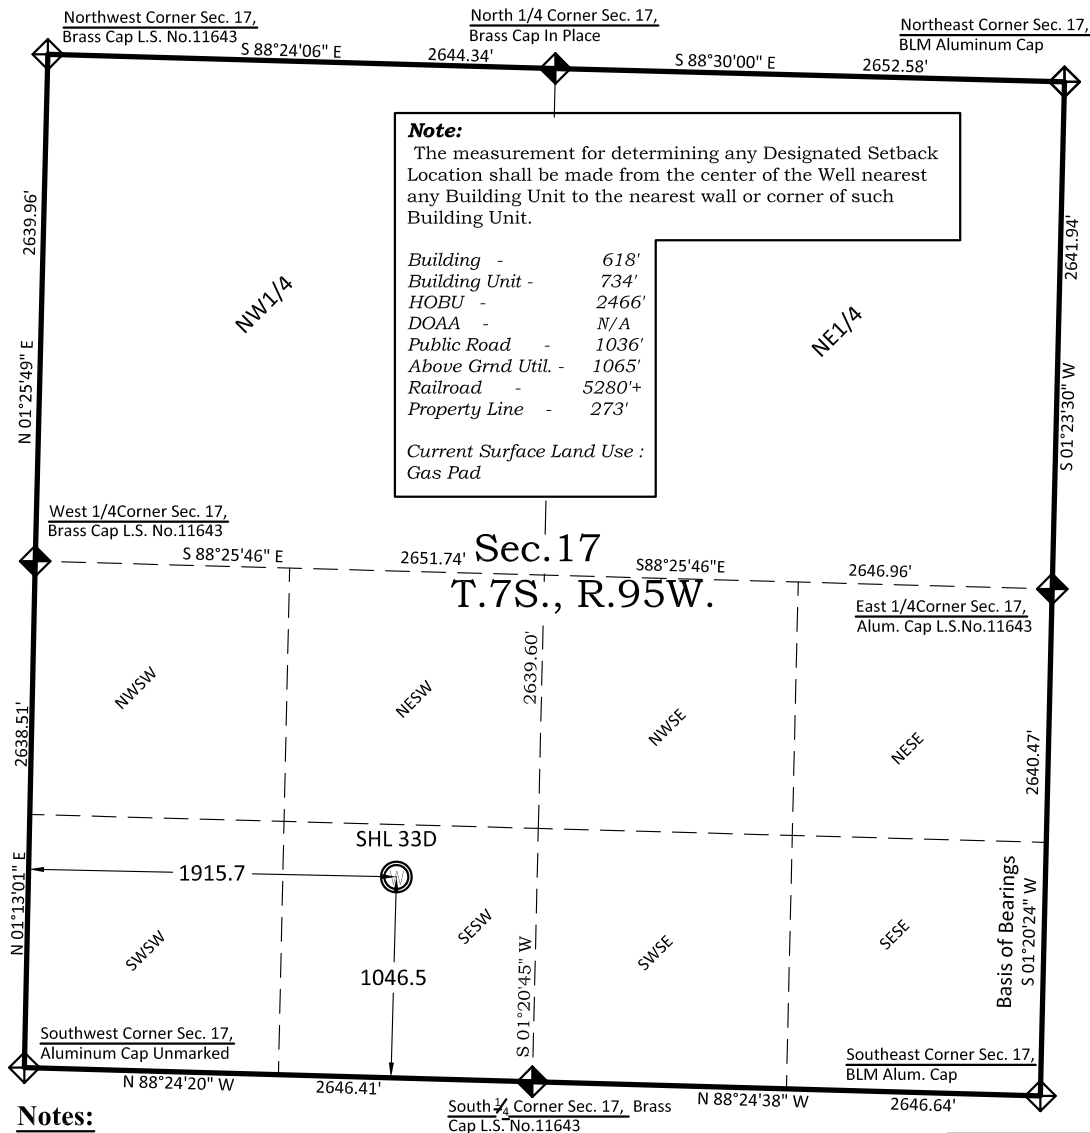 Northwest Corner Sec. 17,
Brass Cap L.S. No.11643
North 1/4 Corner Sec. 17,
Brass Cap In Place
Northeast Corner Sec. 17,
BLM Aluminum Cap
S 88°24'06" E
2644.34'
S 88°30'00" E
2652.58'
Note:
The measurement for determining any Designated Setback
Location shall be made from the center of the Well nearest
any Building Unit to the nearest wall or corner of such
Building Unit.
Building - 618'
Building Unit - 734'
HOBU - 2466'
DOAA - N/A
Public Road - 1036'
Above Grnd Util. - 1065'
Railroad - 5280'+
Property Line - 273'
Current Surface Land Use :
Gas Pad
2639.96'
N 01°25'49" E
NW1/4
NE1/4
2641.94'
S 01°23'30" W
West 1/4Corner Sec. 17,
Brass Cap L.S. No.11643
S 88°25'46" E
2651.74'
Sec.17
T.7S., R.95W.
S88°25'46"E
2646.96'
East 1/4Corner Sec. 17,
Alum. Cap L.S.No.11643
2638.51'
N 01°13'01" E
NWSW
NESW
2639.60'
NWSE
NESE
2640.47'
SHL 33D
1915.7
1046.5
SWSW
SESW
S 01°20'45" W
SWSE
SESE
Basis of Bearings
S 01°20'24" W
Southwest Corner Sec. 17,
Aluminum Cap Unmarked
N 88°24'20" W
2646.41'
South 1/4 Corner Sec. 17, Brass
Cap L.S. No.11643
N 88°24'38" W
2646.64'
Southeast Corner Sec. 17,
BLM Alum. Cap
Notes: